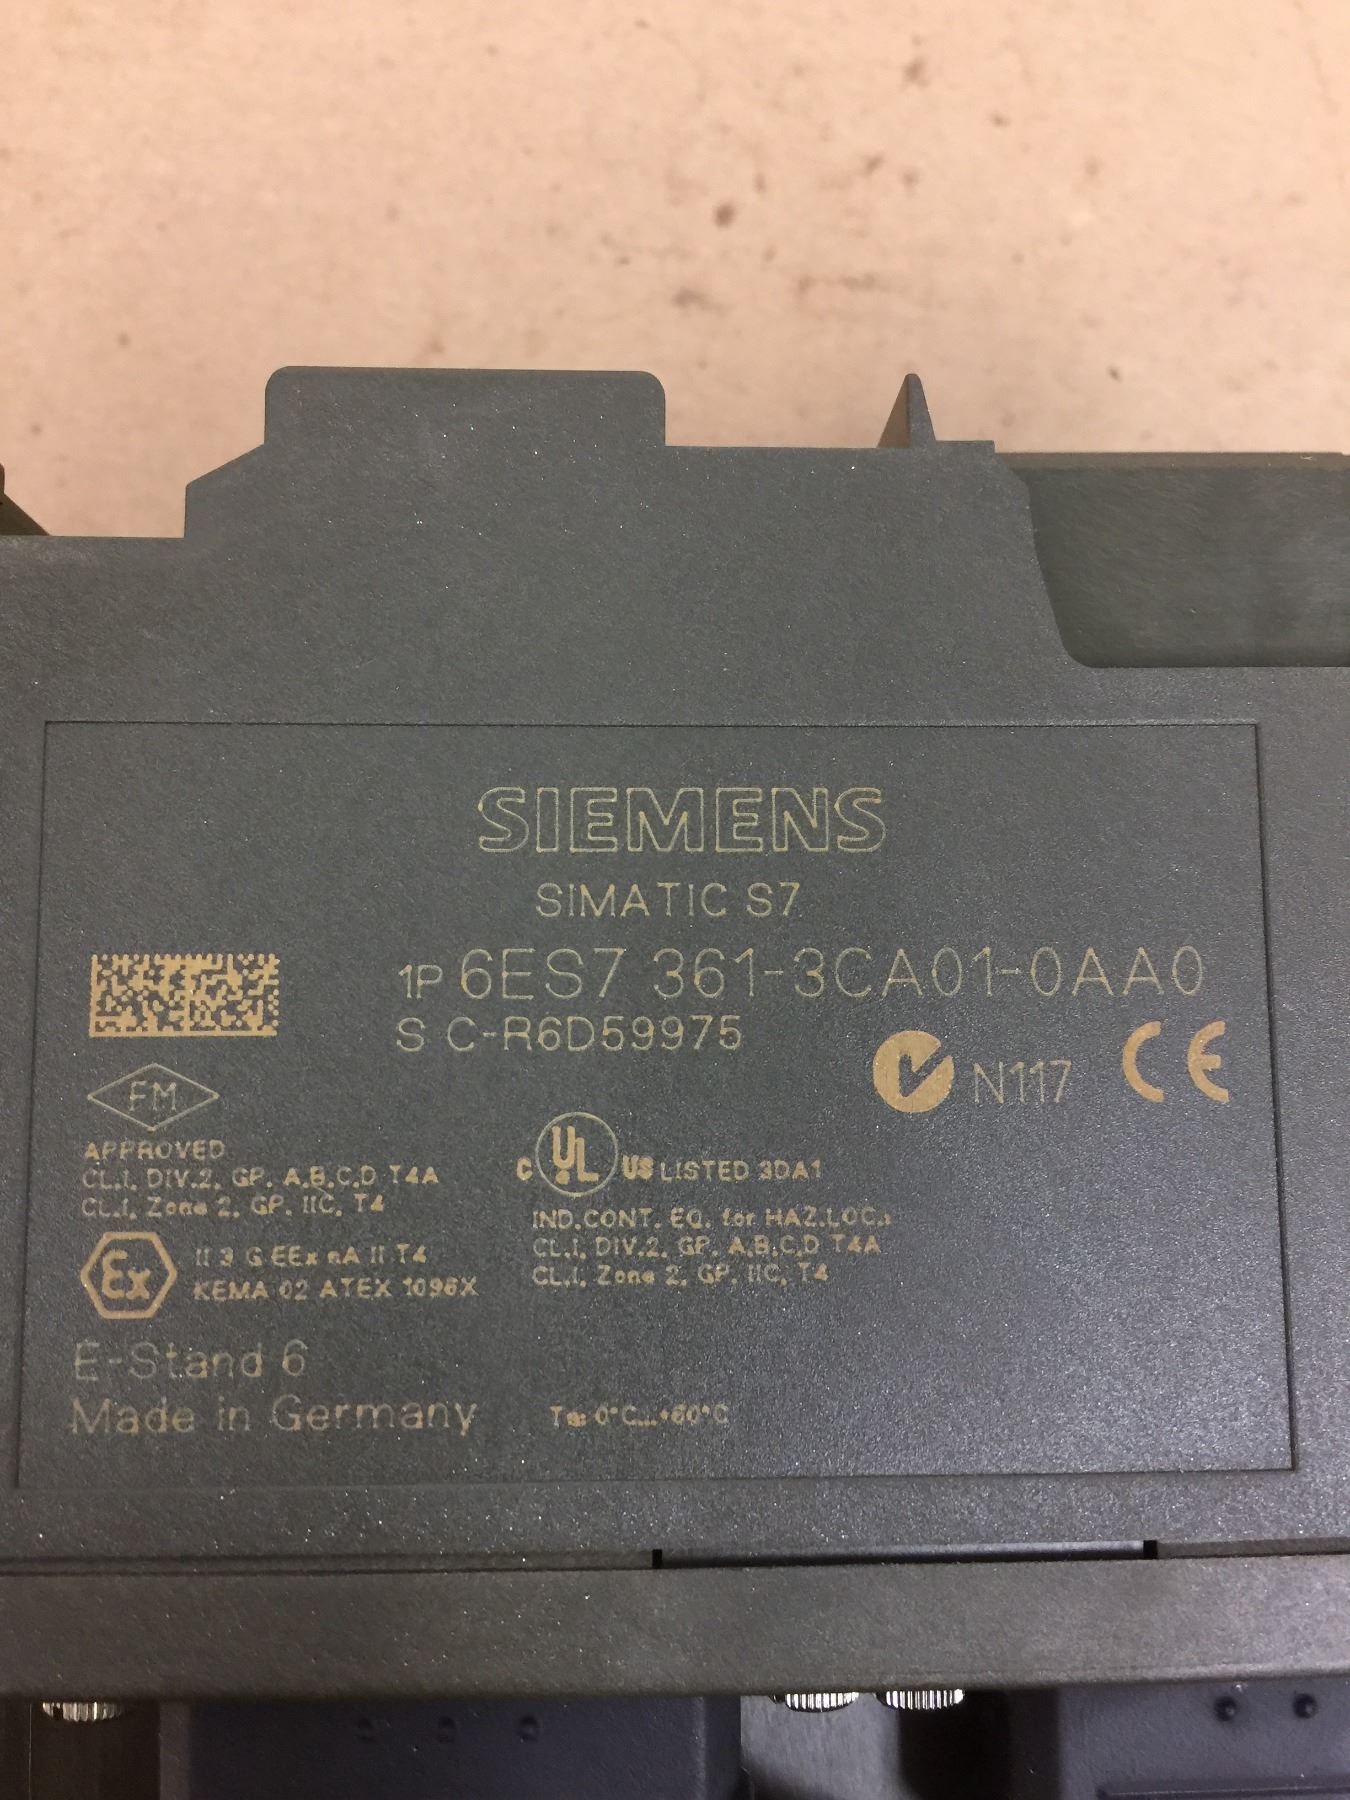 SIEMENS
SIMATIC S7
1P 6ES7 361-3CA01-0AA0
S C-R6D59975
N117 CE
FM
APPROVED
CL.I, DIV.2, GP. A,B,C,D T4A
CL.I, Zone 2, GP. IIC, T4
C UL US LISTED 3DA1
IND.CONT. EQ. for HAZ.LOC.:
CL.I, DIV.2, GP. A,B,C,D T4A
CL.I, Zone 2, GP. IIC, T4
Ex II 3 G EEx nA II T4
KEMA 02 ATEX 1096X
E-Stand 6
Made in Germany
Ta: 0°C...+60°C